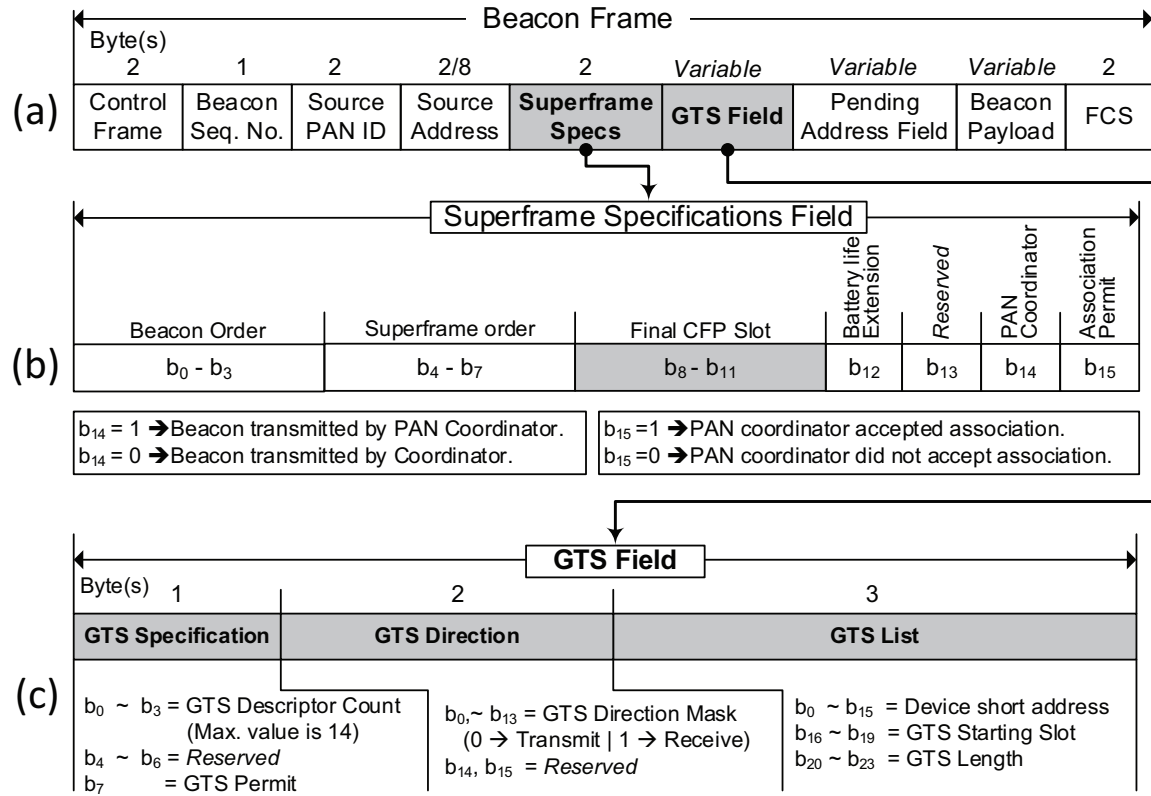 Beacon Frame
Byte(s)
2 1 2 2/8 2 Variable Variable Variable 2
(a)
Control Frame
Beacon Seq. No.
Source PAN ID
Source Address
Superframe Specs
GTS Field
Pending Address Field
Beacon Payload
FCS
Superframe Specifications Field
Beacon Order
Superframe order
Final CFP Slot
Battery life Extension
Reserved
PAN Coordinator
Association Permit
(b)
b0 - b3
b4 - b7
b8 - b11
b12
b13
b14
b15
b14 = 1 ➔Beacon transmitted by PAN Coordinator.
b14 = 0 ➔Beacon transmitted by Coordinator.
b15 =1 ➔PAN coordinator accepted association.
b15 =0 ➔PAN coordinator did not accept association.
GTS Field
Byte(s)
1 2 3
GTS Specification
GTS Direction
GTS List
(c)
b0 ~ b3 = GTS Descriptor Count
(Max. value is 14)
b4 ~ b6 = Reserved
b7 = GTS Permit
b0,~ b13 = GTS Direction Mask
(0 → Transmit | 1 → Receive)
b14, b15 = Reserved
b0 ~ b15 = Device short address
b16 ~ b19 = GTS Starting Slot
b20 ~ b23 = GTS Length